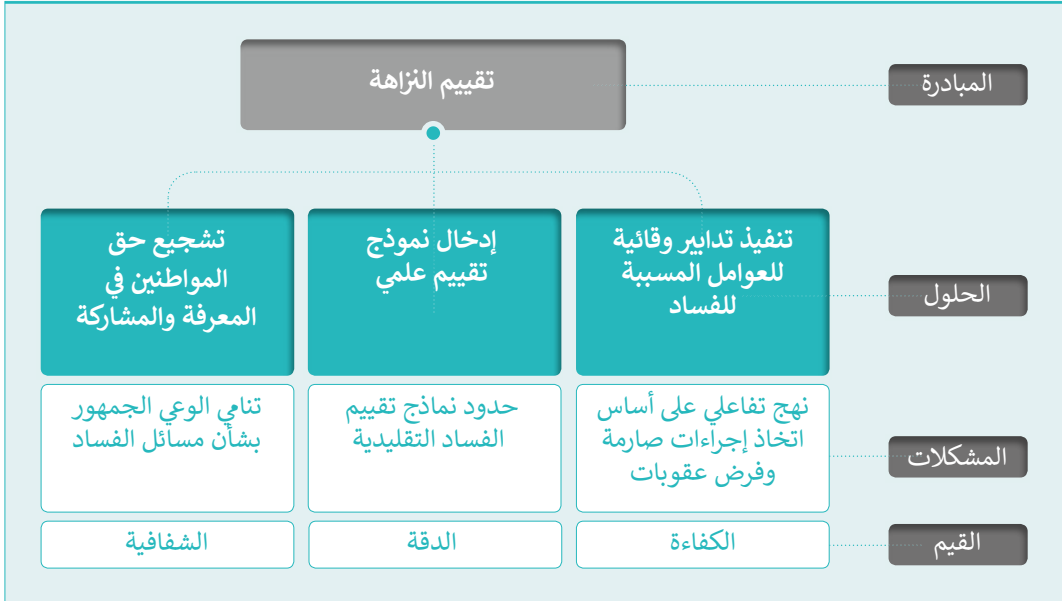 المبادرة
تقييم النزاهة
الحلول
تنفيذ تدابير وقائية
للعوامل المسببة
للفساد
إدخال نموذج
تقييم علمي
تشجيع حق
المواطنين في
المعرفة والمشاركة
المشكلات
نهج تفاعلي على أساس
اتخاذ إجراءات صارمة
وفرض عقوبات
حدود نماذج تقييم
الفساد التقليدية
تنامي الوعي الجمهور
بشأن مسائل الفساد
القيم
الكفاءة
الدقة
الشفافية